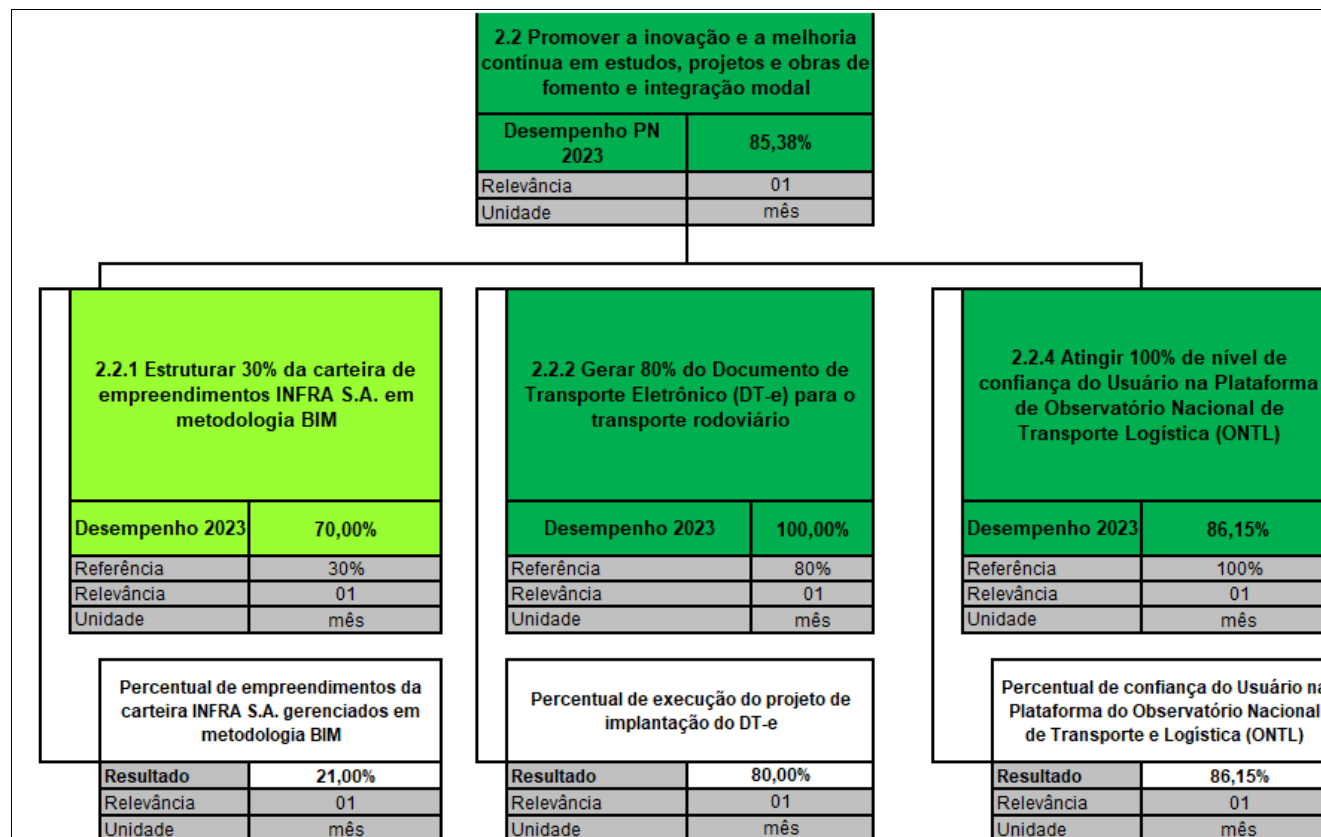 2.2 Promover a inovação e a melhoria
contínua em estudos, projetos e obras de
fomento e integração modal
Desempenho PN
2023
85,38%
Relevância 01
Unidade mês
2.2.1 Estruturar 30% da carteira de
empreendimentos INFRA S.A. em
metodologia BIM
Desempenho 2023 70,00%
Referência 30%
Relevância 01
Unidade mês
Percentual de empreendimentos da
carteira INFRA S.A. gerenciados em
metodologia BIM
Resultado 21,00%
Relevância 01
Unidade mês
2.2.2 Gerar 80% do Documento de
Transporte Eletrônico (DT-e) para o
transporte rodoviário
Desempenho 2023 100,00%
Referência 80%
Relevância 01
Unidade mês
Percentual de execução do projeto de
implantação do DT-e
Resultado 80,00%
Relevância 01
Unidade mês
2.2.4 Atingir 100% de nível de
confiança do Usuário na Plataforma
de Observatório Nacional de
Transporte Logística (ONTL)
Desempenho 2023 86,15%
Referência 100%
Relevância 01
Unidade mês
Percentual de confiança do Usuário na
Plataforma do Observatório Nacional
de Transporte e Logística (ONTL)
Resultado 86,15%
Relevância 01
Unidade mês